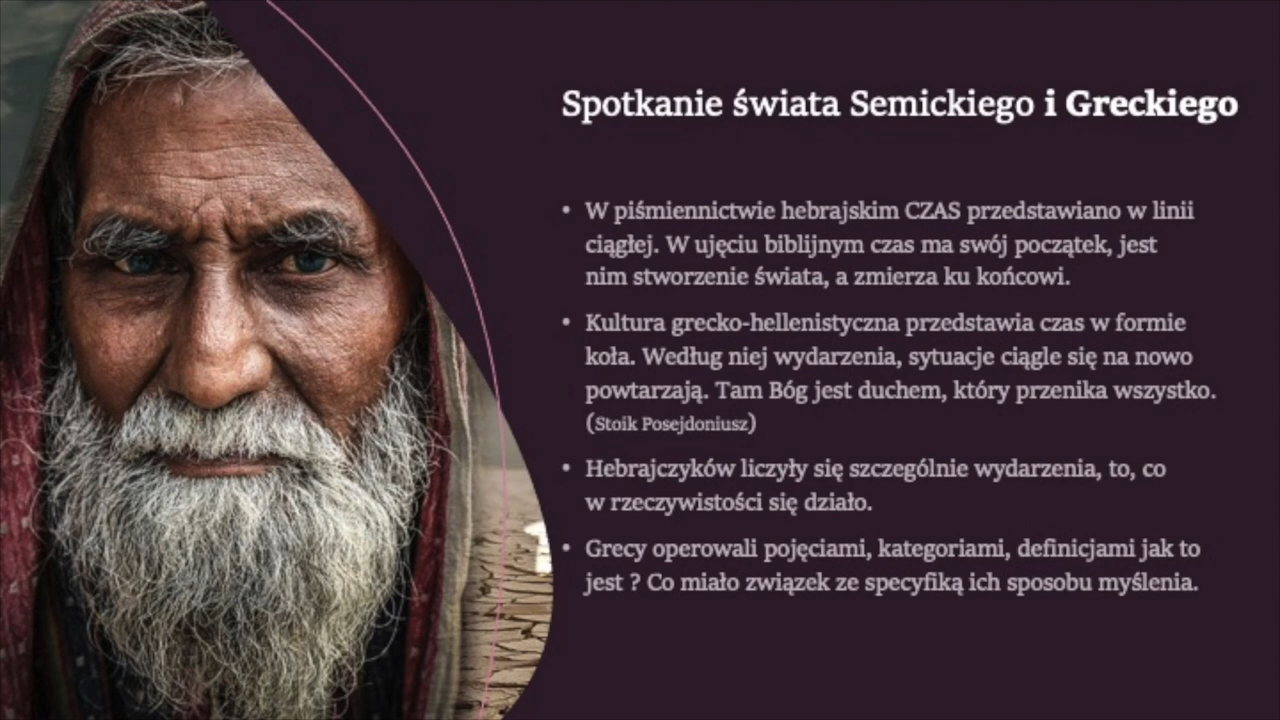 Spotkanie świata Semickiego i Greckiego
• W piśmiennictwie hebrajskim CZAS przedstawiano w linii
ciągłej. W ujęciu biblijnym czas ma swój początek, jest
nim stworzenie świata, a zmierza ku końcowi.
• Kultura grecko-hellenistyczna przedstawia czas w formie
koła. Według niej wydarzenia, sytuacje ciągle się na nowo
powtarzają. Tam Bóg jest duchem, który przenika wszystko.
(Stoik Posejdoniusz)
• Hebrajczyków liczyły się szczególnie wydarzenia, to, co
w rzeczywistości się działo.
• Grecy operowali pojęciami, kategoriami, definicjami jak to
jest ? Co miało związek ze specyfiką ich sposobu myślenia.